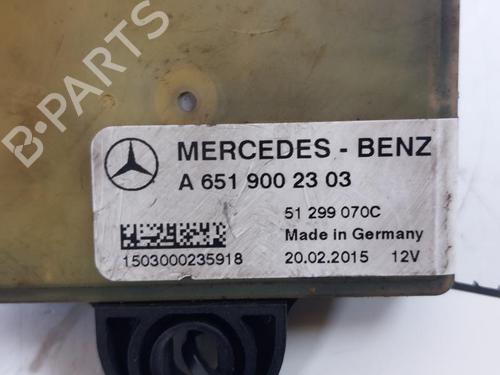 B-PARTS
MERCEDES - BENZ
A 651 900 23 03
51 299 070C
Made in Germany
1503000235918
20.02.2015 12V